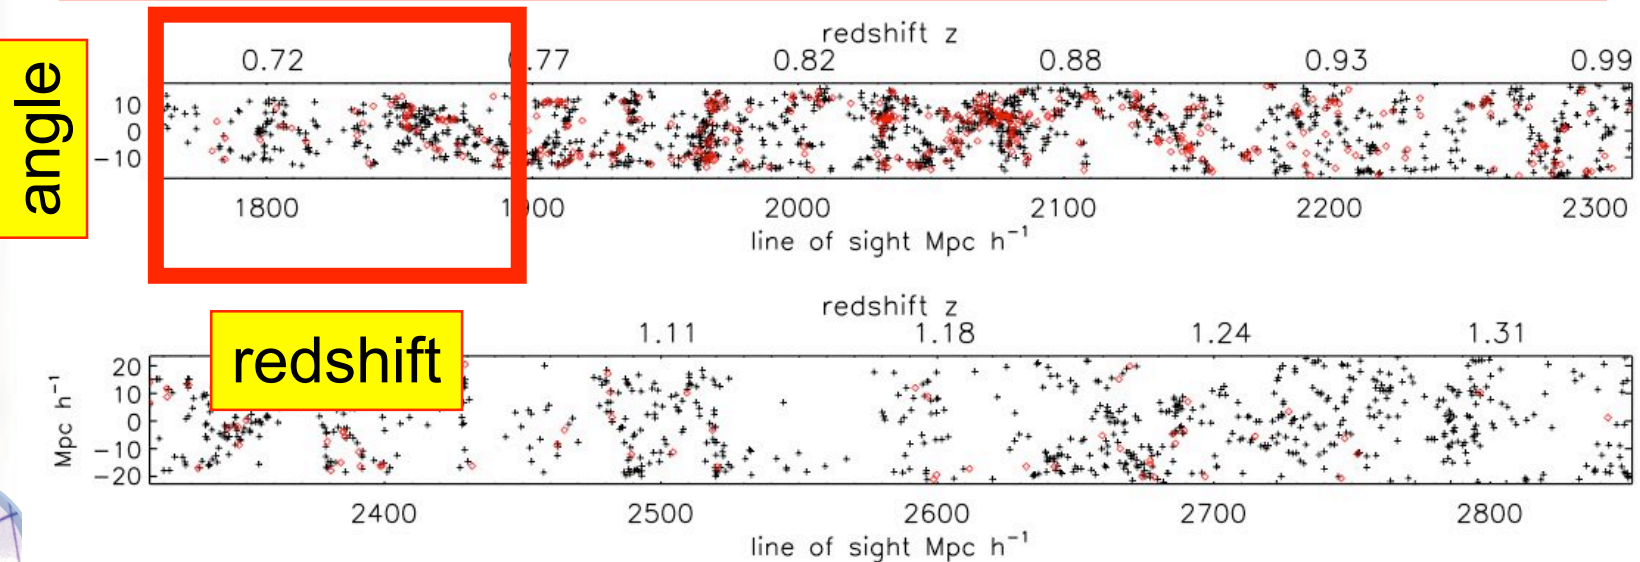 redshift z
0.72 0.77 0.82 0.88 0.93 0.99
angle
10
0
−10
1800 1900 2000 2100 2200 2300
line of sight Mpc h⁻¹
redshift z
redshift
1.11 1.18 1.24 1.31
Mpc h⁻¹
20
10
0
−10
−20
2400 2500 2600 2700 2800
line of sight Mpc h⁻¹